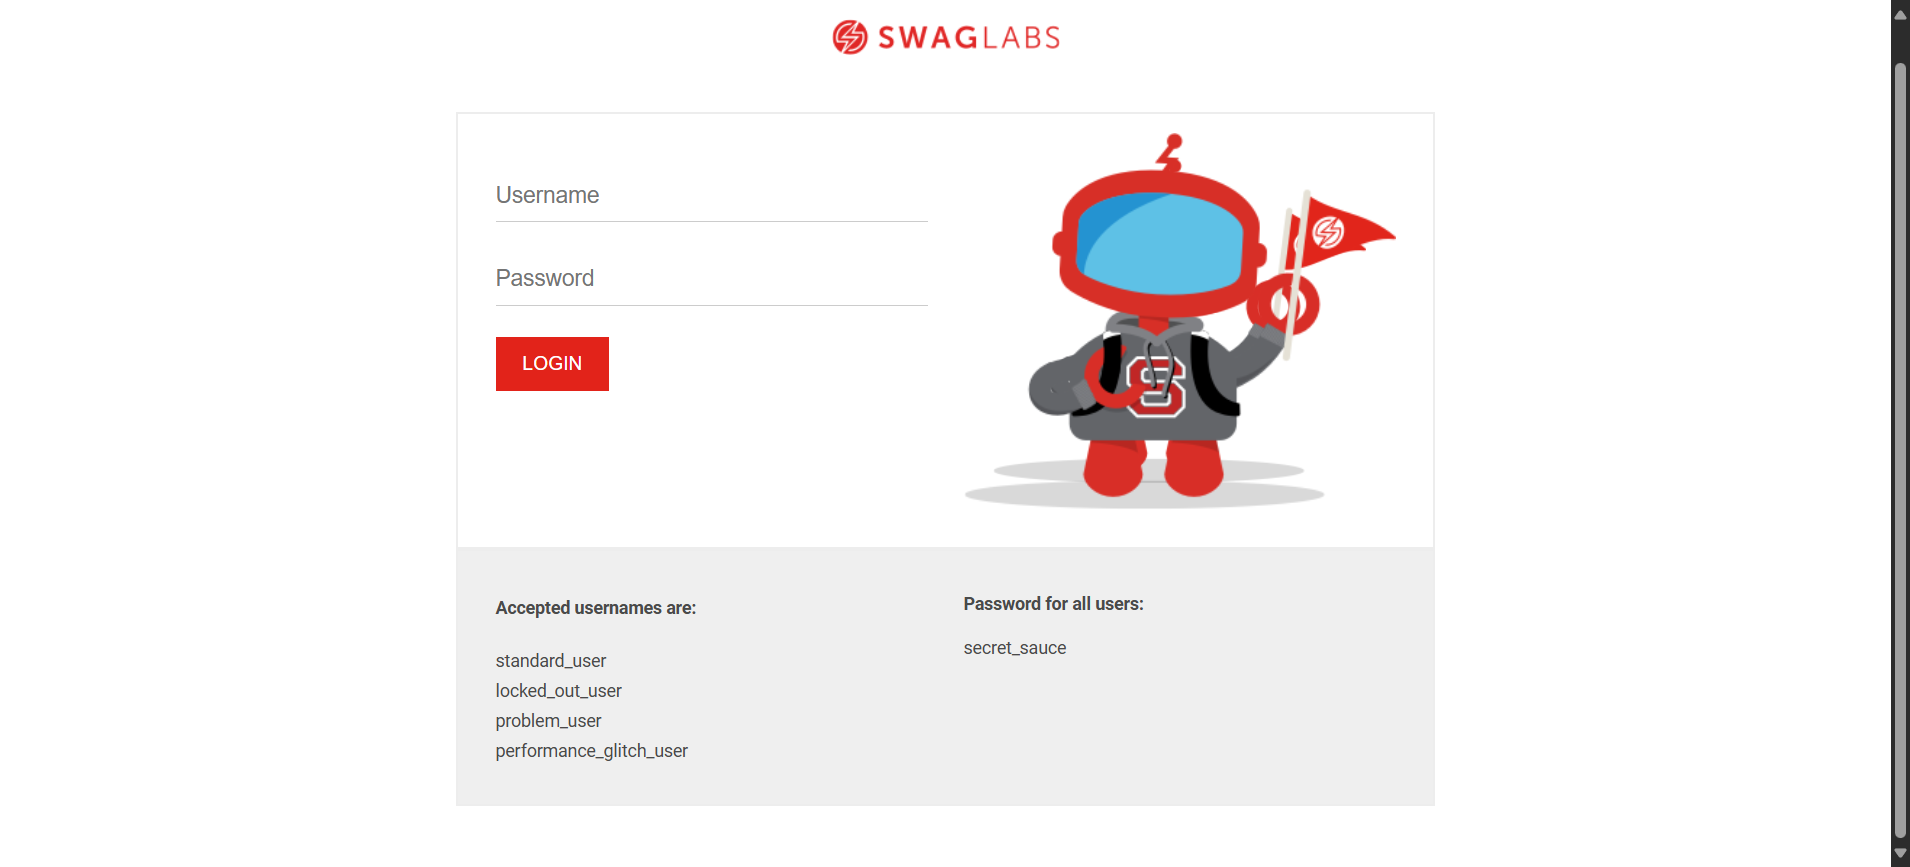 SWAGLABS
Username
Password
LOGIN
S
Accepted usernames are:
standard_user
locked_out_user
problem_user
performance_glitch_user
Password for all users:
secret_sauce